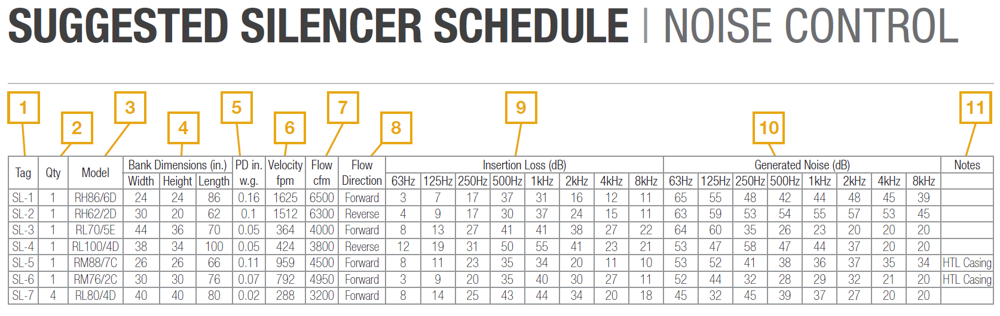 SUGGESTED SILENCER SCHEDULE | NOISE CONTROL
1 3 5 7 9 11
2 4 6 8 10
Tag Qty Model Bank Dimensions (in.) PD in. w.g. Velocity fpm Flow cfm Flow Direction Insertion Loss (dB) Generated Noise (dB) Notes
Width Height Length 63Hz 125Hz 250Hz 500Hz 1kHz 2kHz 4kHz 8kHz 63Hz 125Hz 250Hz 500Hz 1kHz 2kHz 4kHz 8kHz
SL-1 1 RH86/6D 24 24 86 0.16 1625 6500 Forward 3 7 17 37 31 16 12 11 65 55 48 42 44 48 45 39
SL-2 1 RH62/2D 30 20 62 0.1 1512 6300 Reverse 4 9 17 30 37 24 15 11 63 59 53 54 55 57 53 45
SL-3 1 RL70/5E 44 36 70 0.05 364 4000 Forward 8 13 27 41 41 38 27 22 64 60 35 26 23 20 20 20
SL-4 1 RL100/4D 38 34 100 0.05 424 3800 Reverse 12 19 31 50 55 41 23 21 53 47 58 47 44 37 20 20
SL-5 1 RM88/7C 26 26 66 0.11 959 4500 Forward 8 11 23 35 34 20 11 10 53 52 41 38 36 37 35 34 HTL Casing
SL-6 1 RM76/2C 30 30 76 0.07 792 4950 Forward 3 9 20 35 40 30 27 11 52 44 32 28 29 32 21 20 HTL Casing
SL-7 4 RL80/4D 40 40 80 0.02 288 3200 Forward 8 14 25 43 44 34 20 18 45 32 45 39 37 27 20 20